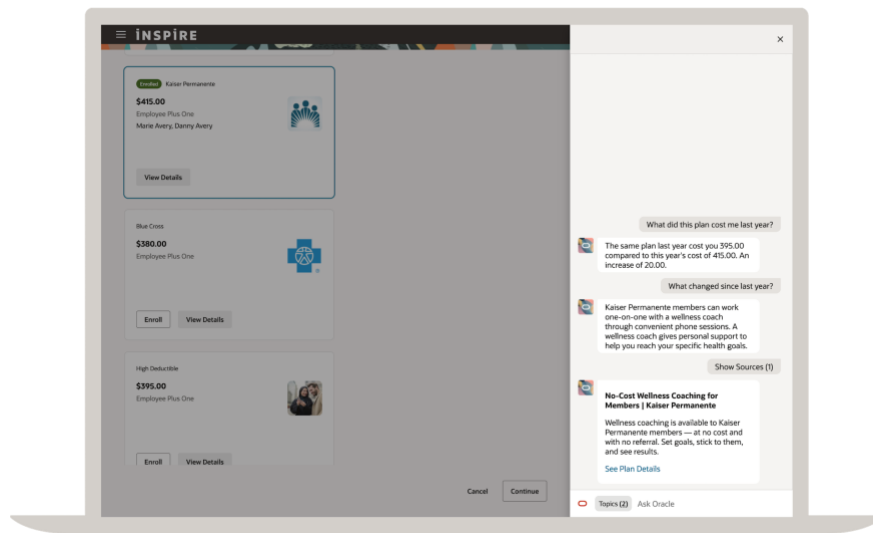 INSPIRE
Enrolled Kaiser Permanente
$415.00
Employee Plus One
Marie Avery, Danny Avery
View Details
Blue Cross
$380.00
Employee Plus One
Enroll View Details
High Deductible
$395.00
Employee Plus One
Enroll View Details
Cancel Continue
What did this plan cost me last year?
The same plan last year cost you 395.00
compared to this year's cost of 415.00. An
increase of 20.00.
What changed since last year?
Kaiser Permanente members can work
one-on-one with a wellness coach
through convenient phone sessions. A
wellness coach gives personal support to
help you reach your specific health goals.
Show Sources (1)
No-Cost Wellness Coaching for
Members | Kaiser Permanente
Wellness coaching is available to Kaiser
Permanente members — at no cost and
with no referral. Set goals, stick to them,
and see results.
See Plan Details
Topics (2) Ask Oracle